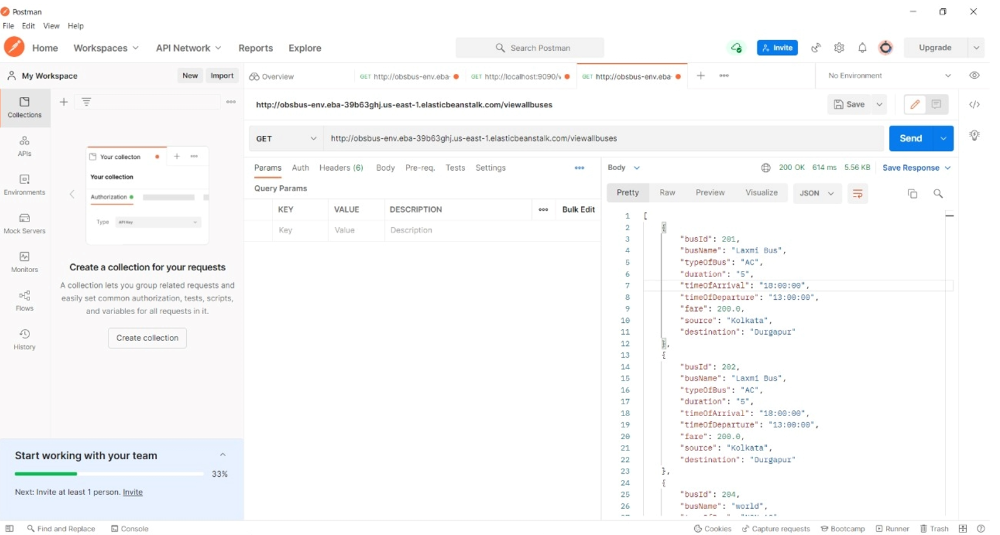 Postman
File Edit View Help
Home Workspaces API Network Reports Explore
Search Postman
Invite
Upgrade
My Workspace
New Import
Overview
GET http://obsbus-env.eba-
GET http://localhost:9090/v
GET http://obsbus-env.eba-
No Environment
Collections
APIs
Environments
Mock Servers
Monitors
Flows
History
Your collecton
Your collection
Authorization
Type API Key
Create a collection for your requests
A collection lets you group related requests and
easily set common authorization, tests, scripts,
and variables for all requests in it.
Create collection
Start working with your team
33%
Next: Invite at least 1 person. Invite
http://obsbus-env.eba-39b63ghj.us-east-1.elasticbeanstalk.com/viewallbuses
Save
GET http://obsbus-env.eba-39b63ghj.us-east-1.elasticbeanstalk.com/viewallbuses
Send
Params Auth Headers (6) Body Pre-req. Tests Settings
Query Params
KEY VALUE DESCRIPTION Bulk Edit
Key Value Description
Body 200 OK 614 ms 5.56 KB Save Response
Pretty Raw Preview Visualize JSON
1 [
2 {
3 "busId": 201,
4 "busName": "Laxmi Bus",
5 "typeOfBus": "AC",
6 "duration": "5",
7 "timeOfArrival": "18:00:00",
8 "timeOfDeparture": "13:00:00",
9 "fare": 200.0,
10 "source": "Kolkata",
11 "destination": "Durgapur"
12 },
13 {
14 "busId": 202,
15 "busName": "Laxmi Bus",
16 "typeOfBus": "AC",
17 "duration": "5",
18 "timeOfArrival": "18:00:00",
19 "timeOfDeparture": "13:00:00",
20 "fare": 200.0,
21 "source": "Kolkata",
22 "destination": "Durgapur"
23 },
24 {
25 "busId": 204,
26 "busName": "world",
Find and Replace Console
Cookies Capture requests Bootcamp Runner Trash